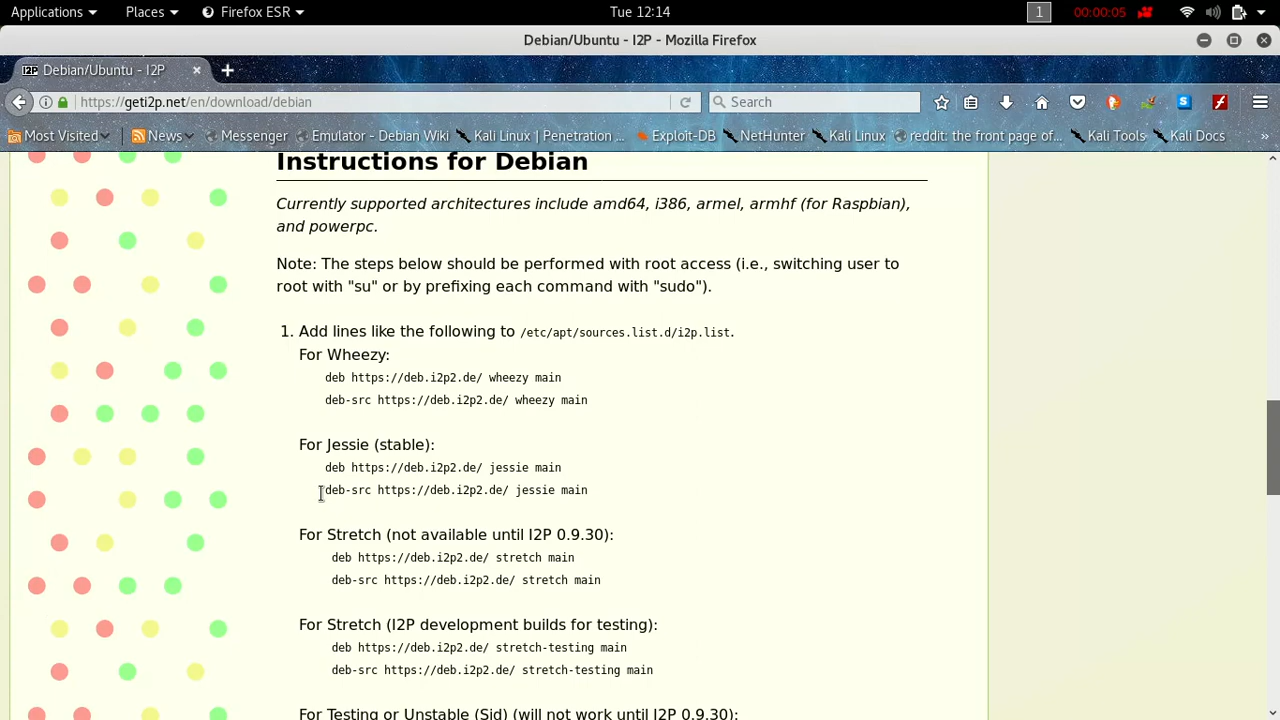 Applications Places Firefox ESR Tue 12:14 1 00:00:05
Debian/Ubuntu - I2P - Mozilla Firefox
I2P Debian/Ubuntu - I2P
https://geti2p.net/en/download/debian Search
Most Visited News Messenger Emulator - Debian Wiki Kali Linux | Penetration ... Exploit-DB NetHunter Kali Linux reddit: the front page of... Kali Tools Kali Docs »
Instructions for Debian
Currently supported architectures include amd64, i386, armel, armhf (for Raspbian),
and powerpc.
Note: The steps below should be performed with root access (i.e., switching user to
root with "su" or by prefixing each command with "sudo").
1. Add lines like the following to /etc/apt/sources.list.d/i2p.list.
For Wheezy:
deb https://deb.i2p2.de/ wheezy main
deb-src https://deb.i2p2.de/ wheezy main
For Jessie (stable):
deb https://deb.i2p2.de/ jessie main
deb-src https://deb.i2p2.de/ jessie main
For Stretch (not available until I2P 0.9.30):
deb https://deb.i2p2.de/ stretch main
deb-src https://deb.i2p2.de/ stretch main
For Stretch (I2P development builds for testing):
deb https://deb.i2p2.de/ stretch-testing main
deb-src https://deb.i2p2.de/ stretch-testing main
For Testing or Unstable (Sid) (will not work until I2P 0.9.30):